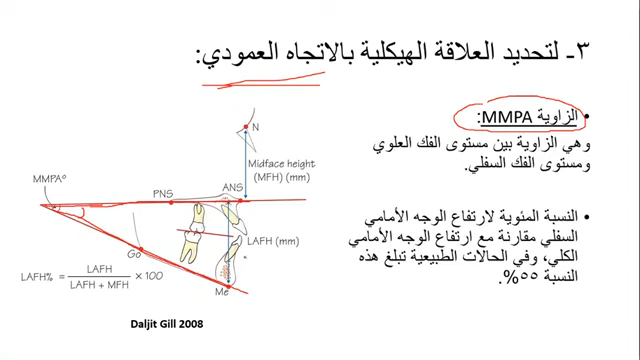 ٣- لتحديد العلاقة الهيكلية بالاتجاه العمودي:
• الزاوية MMPA:
وهي الزاوية بين مستوى الفك العلوي
ومستوى الفك السفلي.
• النسبة المئوية لارتفاع الوجه الأمامي
السفلي مقارنة مع ارتفاع الوجه الأمامي
الكلي، وفي الحالات الطبيعية تبلغ هذه
النسبة ٥٥%.
N
Midface height
(MFH) (mm)
MMPAº
PNS
ANS
LAFH (mm)
Go
Me
LAFH% = LAFH / LAFH + MFH × 100
Daljit Gill 2008